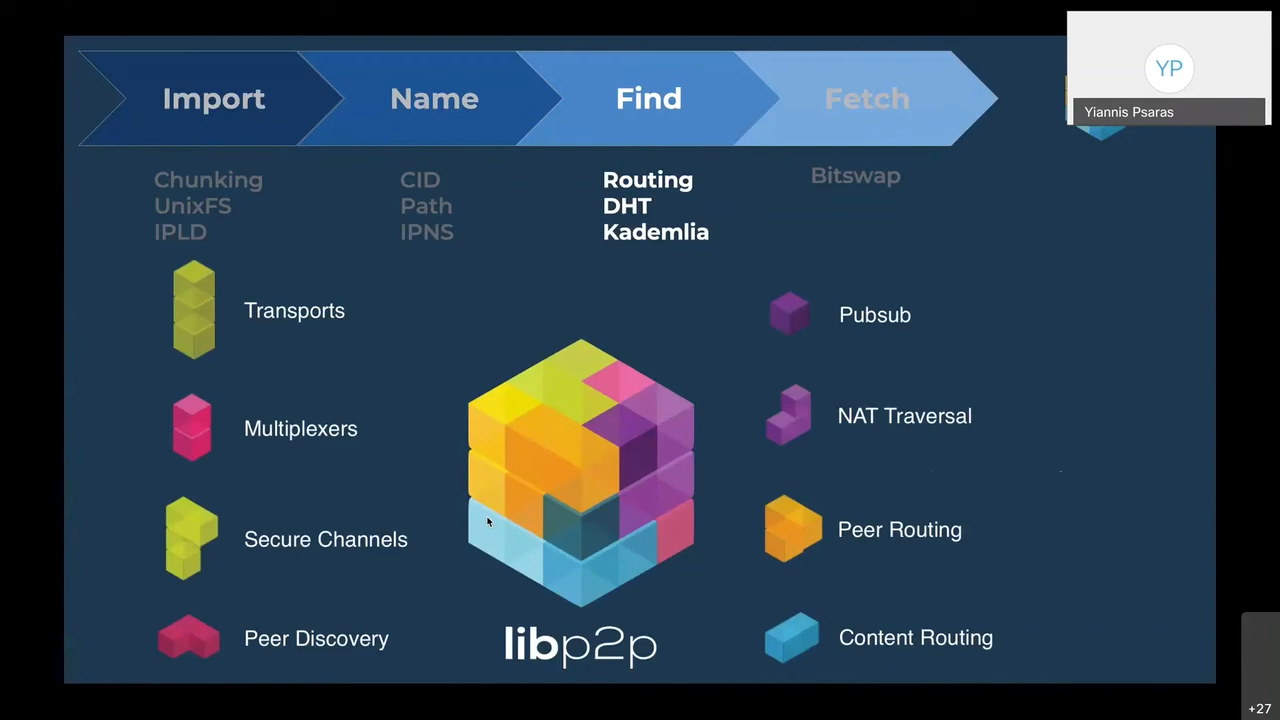 Import
Name
Find
Fetch
Chunking
UnixFS
IPLD
CID
Path
IPNS
Routing
DHT
Kademlia
Bitswap
Transports
Multiplexers
Secure Channels
Peer Discovery
libp2p
Pubsub
NAT Traversal
Peer Routing
Content Routing
YP
Yiannis Psaras
+27